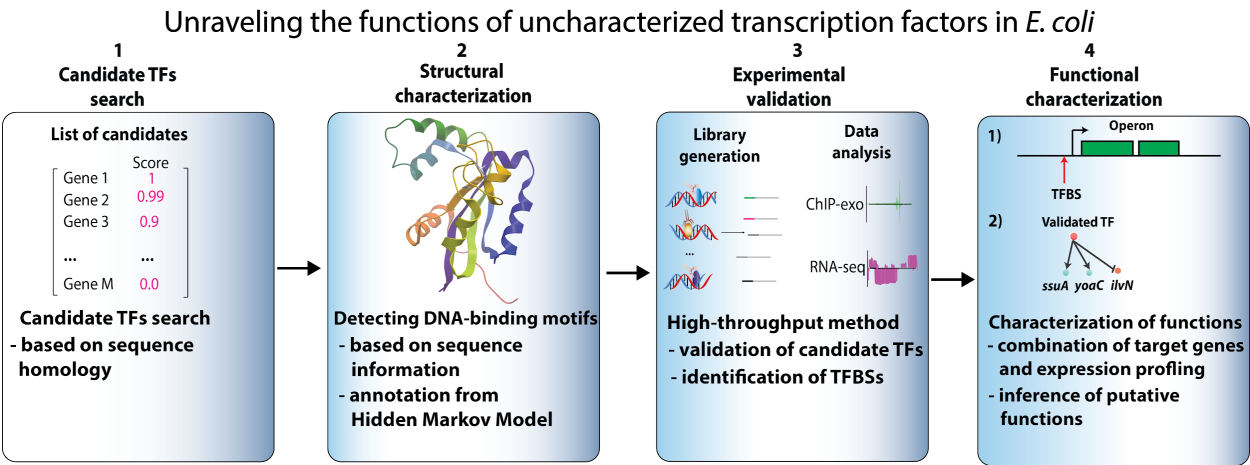 Unraveling the functions of uncharacterized transcription factors in E. coli
1
Candidate TFs
search
List of candidates
Score
Gene 1 1
Gene 2 0.99
Gene 3 0.9
... ...
Gene M 0.0
Candidate TFs search
- based on sequence
homology
2
Structural
characterization
Detecting DNA-binding motifs
- based on sequence
information
- annotation from
Hidden Markov Model
3
Experimental
validation
Library
generation
...
Data
analysis
ChIP-exo
RNA-seq
High-throughput method
- validation of candidate TFs
- identification of TFBSs
4
Functional
characterization
1)
Operon
TFBS
2)
Validated TF
ssuA yoaC ilvN
Characterization of functions
- combination of target genes
and expression profling
- inference of putative
functions